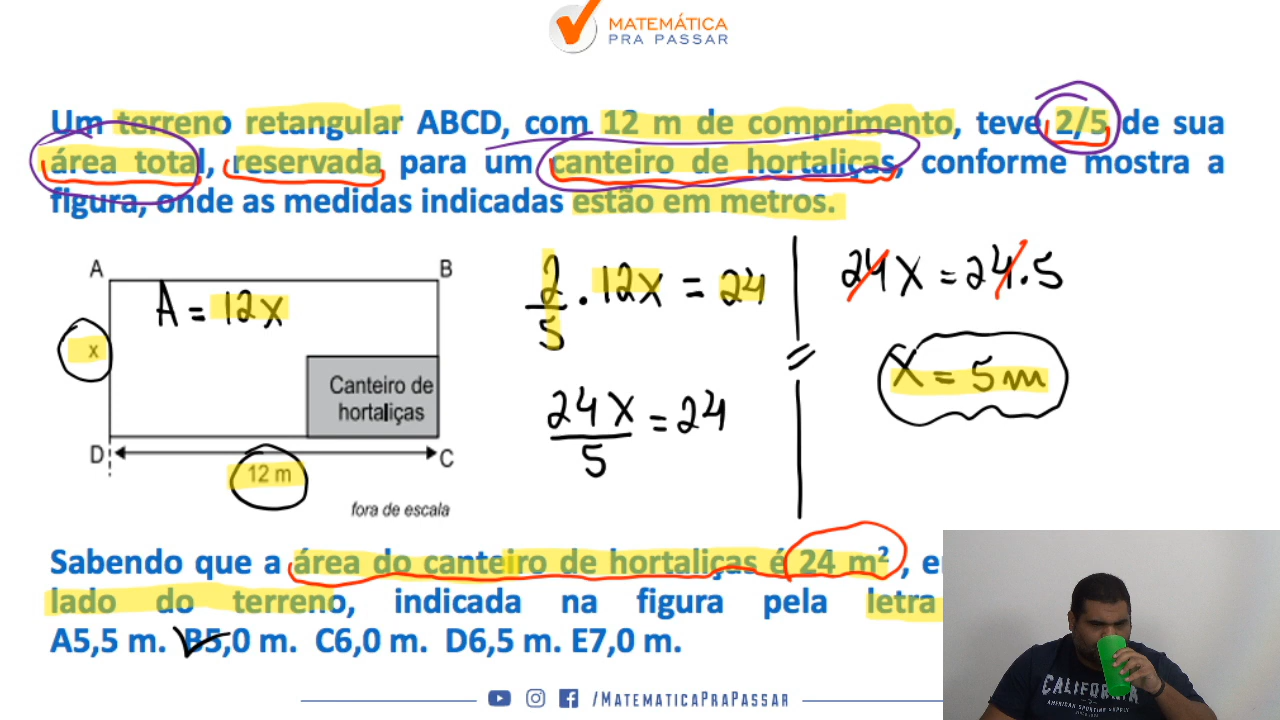 MATEMÁTICA
PRA PASSAR
Um terreno retangular ABCD, com 12 m de comprimento, teve 2/5 de sua
área total, reservada para um canteiro de hortaliças, conforme mostra a
figura, onde as medidas indicadas estão em metros.
A
B
A = 12x
x
Canteiro de
hortaliças
D
C
12 m
fora de escala
2/5 . 12x = 24
24x/5 = 24
24x = 24.5
x = 5m
Sabendo que a área do canteiro de hortaliças é 24 m²,
lado do terreno, indicada na figura pela letra
A5,5 m. B5,0 m. C6,0 m. D6,5 m. E7,0 m.
/MatematicaPraPassar
CALIFORNIA
AMERICAN SPORTING SUPPLY